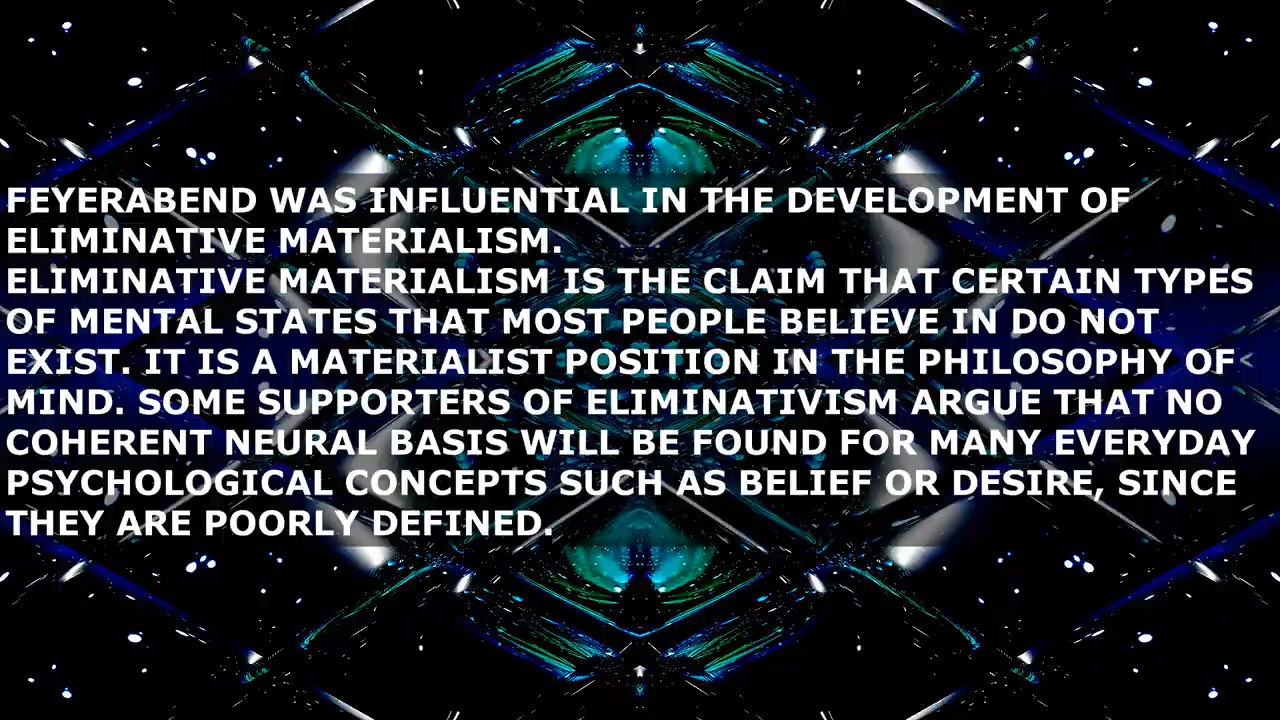 FEYERABEND WAS INFLUENTIAL IN THE DEVELOPMENT OF
ELIMINATIVE MATERIALISM.
ELIMINATIVE MATERIALISM IS THE CLAIM THAT CERTAIN TYPES
OF MENTAL STATES THAT MOST PEOPLE BELIEVE IN DO NOT
EXIST. IT IS A MATERIALIST POSITION IN THE PHILOSOPHY OF
MIND. SOME SUPPORTERS OF ELIMINATIVISM ARGUE THAT NO
COHERENT NEURAL BASIS WILL BE FOUND FOR MANY EVERYDAY
PSYCHOLOGICAL CONCEPTS SUCH AS BELIEF OR DESIRE, SINCE
THEY ARE POORLY DEFINED.